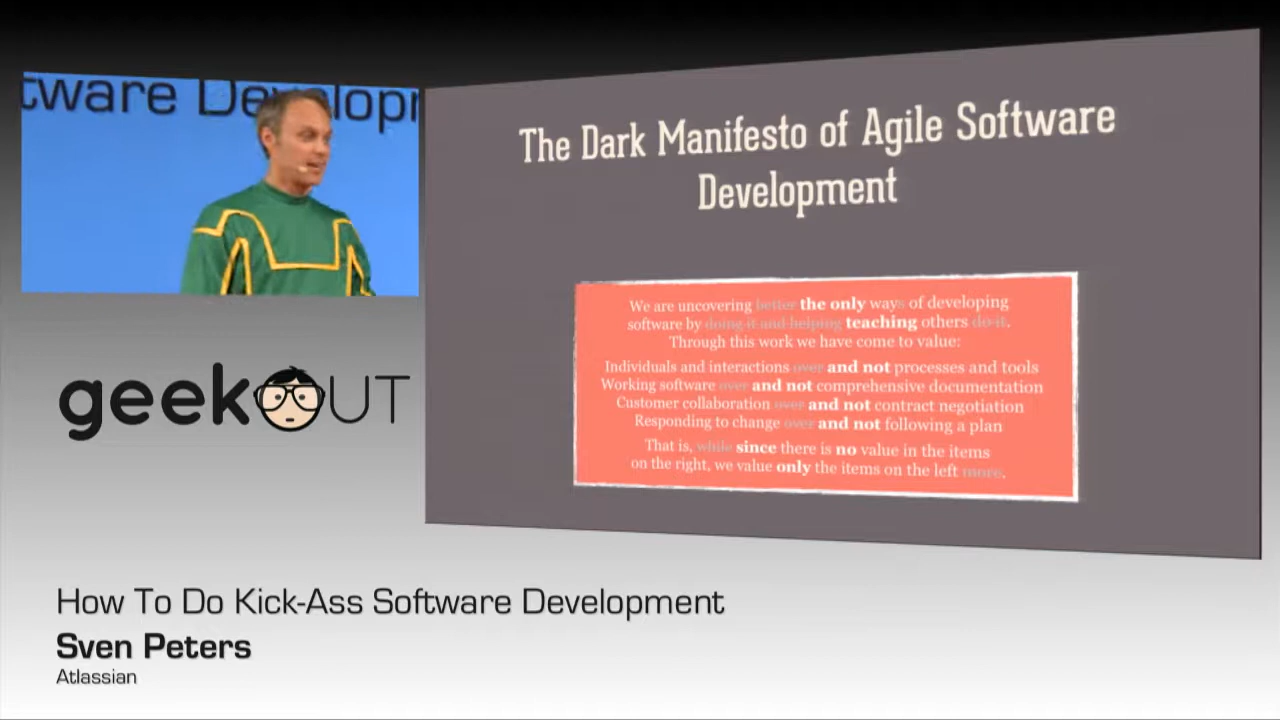 tware Developm
The Dark Manifesto of Agile Software
Development
We are uncovering better the only ways of developing
software by doing it and helping teaching others do it.
Through this work we have come to value:
Individuals and interactions over and not processes and tools
Working software over and not comprehensive documentation
Customer collaboration over and not contract negotiation
Responding to change over and not following a plan
That is, while since there is no value in the items
on the right, we value only the items on the left more.
geekOUT
How To Do Kick-Ass Software Development
Sven Peters
Atlassian